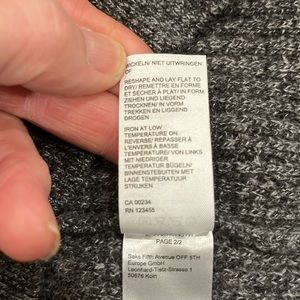 WICKELN/ NIET UITWRINGEN
OF
RESHAPE AND LAY FLAT TO
DRY/ REMETTRE EN FORME
ET SÉCHER À PLAT/ IN FORM
ZIEHEN UND LIEGEND
TROCKNEN/ IN VORM
TREKKEN EN LIGGEND
DROGEN
IRON AT LOW
TEMPERATURE ON
REVERSE/ REPASSER À
L'ENVERS À BASSE
TEMPÉRATURE/ VON LINKS
MIT NIEDRIGER
TEMPERATUR BÜGELN/
BINNENSTEBUITEN MET
LAGE TEMPERATUUR
STRIJKEN
CA 00234
RN 123455
PAGE 2/2
Saks Fifth Avenue OFF 5TH
Europe GmbH
Leonhard-Tietz-Strasse 1
50676 Köln